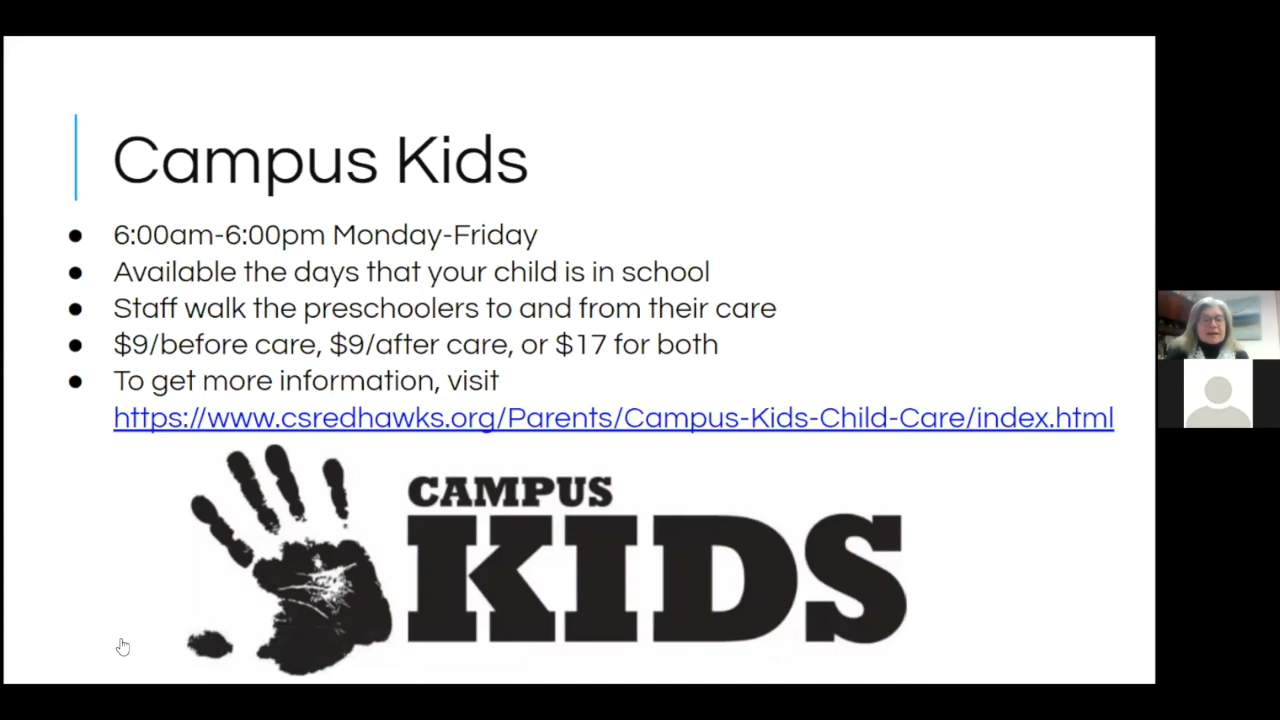 Campus Kids
● 6:00am-6:00pm Monday-Friday
● Available the days that your child is in school
● Staff walk the preschoolers to and from their care
● $9/before care, $9/after care, or $17 for both
● To get more information, visit
https://www.csredhawks.org/Parents/Campus-Kids-Child-Care/index.html
CAMPUS
KIDS